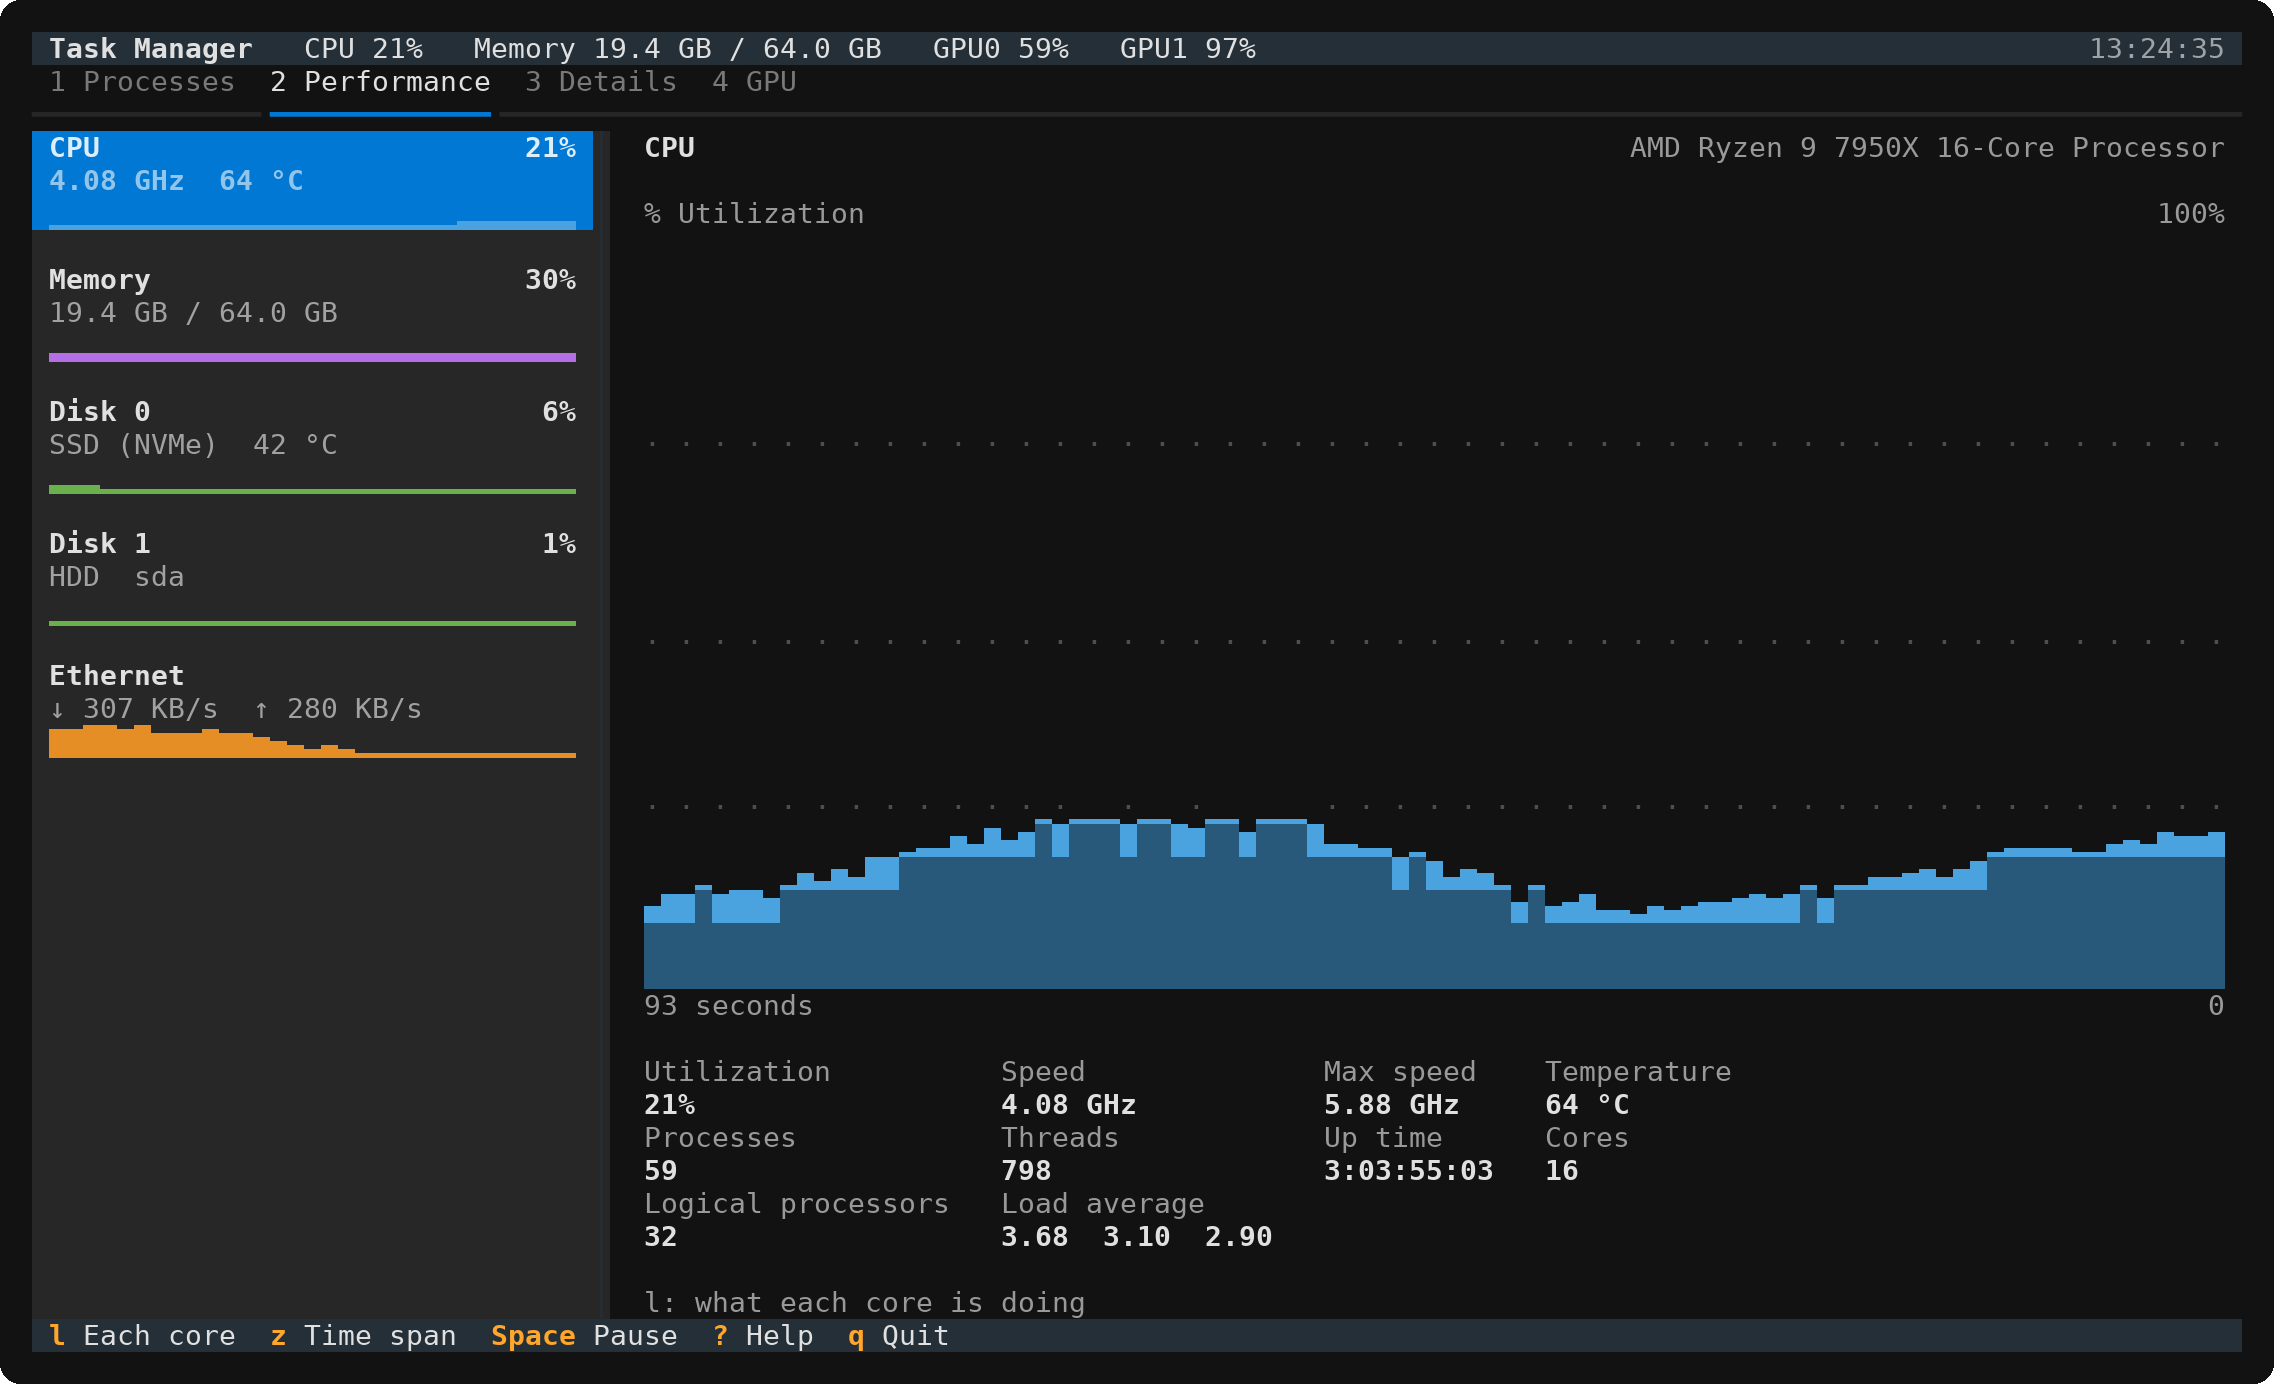 Task Manager   CPU 21%   Memory 19.4 GB / 64.0 GB   GPU0 59%   GPU1 97%   13:24:35
1 Processes  2 Performance  3 Details  4 GPU
CPU 21%
4.08 GHz  64 °C
Memory 30%
19.4 GB / 64.0 GB
Disk 0 6%
SSD (NVMe)  42 °C
Disk 1 1%
HDD  sda
Ethernet
↓ 307 KB/s  ↑ 280 KB/s
CPU   AMD Ryzen 9 7950X 16-Core Processor
% Utilization   100%
93 seconds   0
Utilization   Speed   Max speed   Temperature
21%   4.08 GHz   5.88 GHz   64 °C
Processes   Threads   Up time   Cores
59   798   3:03:55:03   16
Logical processors   Load average
32   3.68  3.10  2.90
l: what each core is doing
l Each core  z Time span  Space Pause  ? Help  q Quit